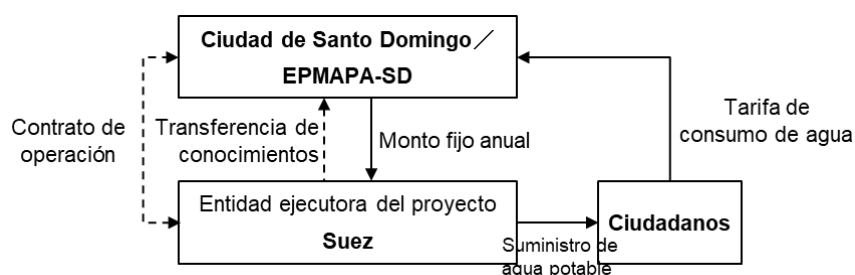 Ciudad de Santo Domingo／
EPMAPA-SD
Contrato de
operación
Transferencia de
conocimientos
Monto fijo anual
Tarifa de
consumo de agua
Entidad ejecutora del proyecto
Suez
Suministro de
agua potable
Ciudadanos